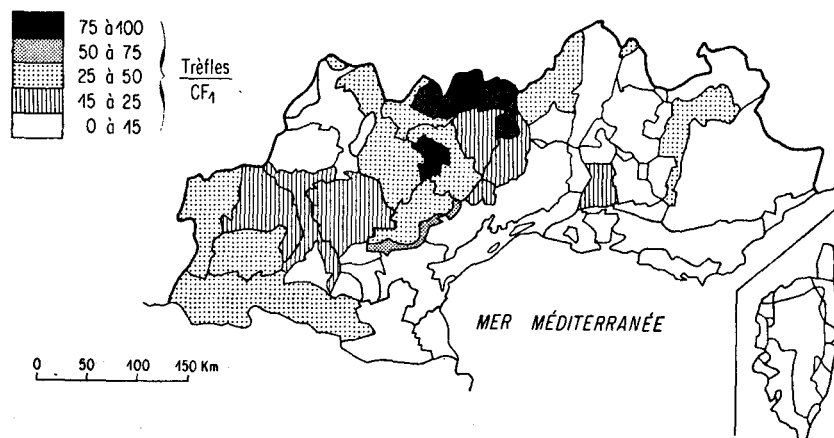 75 à 100
50 à 75
25 à 50
15 à 25
0 à 15
Trèfles
CF1
MER MÉDITERRANÉE
0 50 100 150 Km